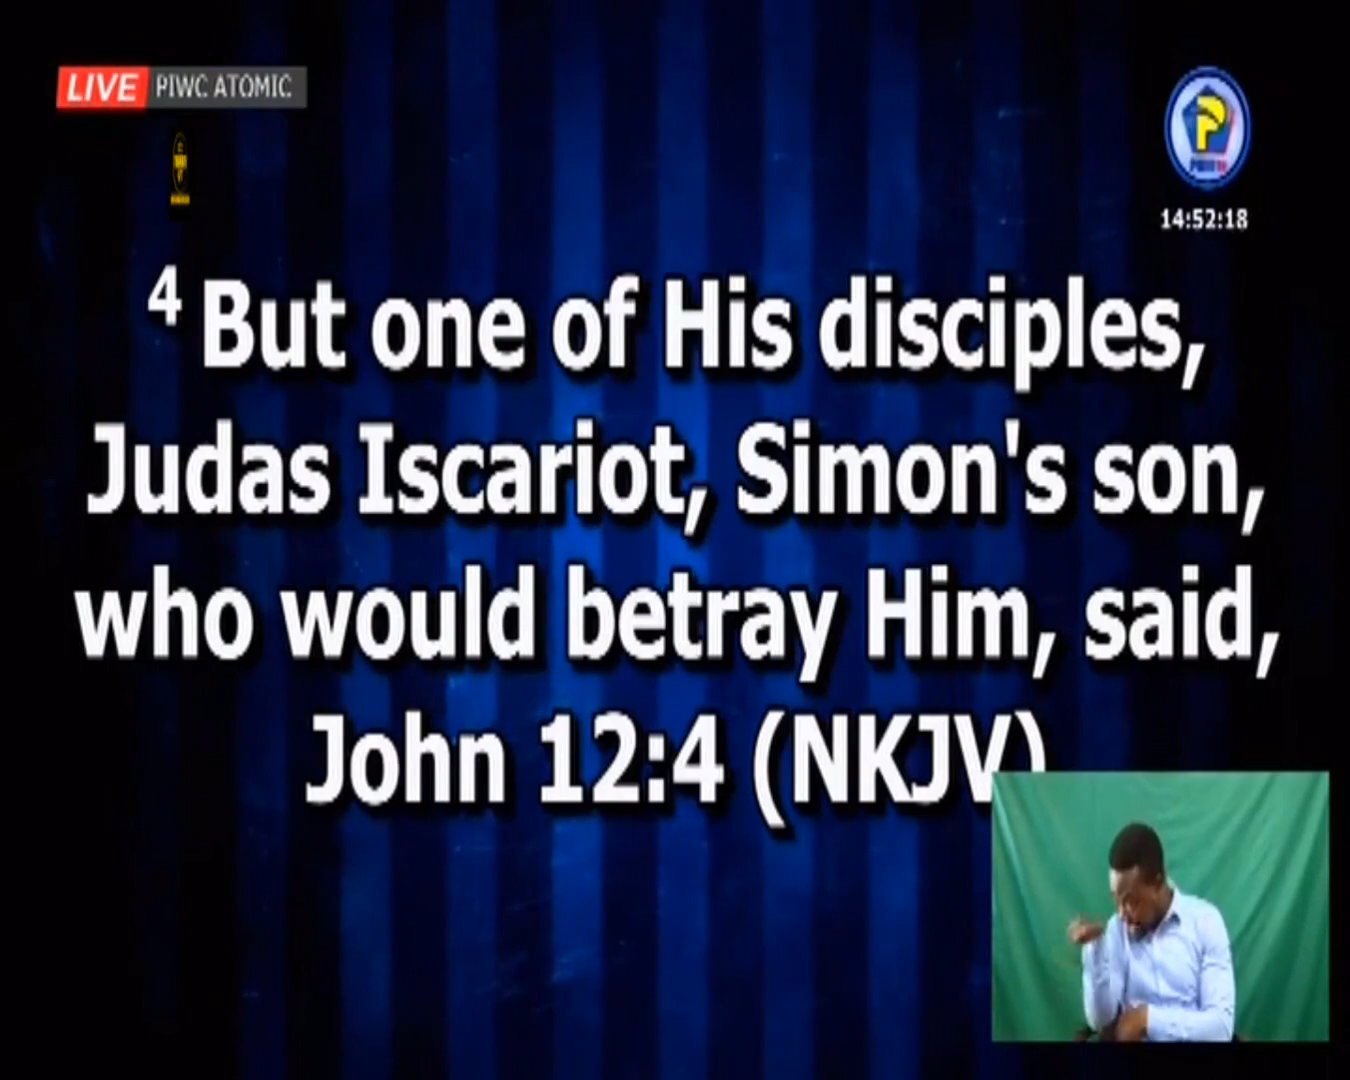 LIVE PIWC ATOMIC
14:52:18
4 But one of His disciples,
Judas Iscariot, Simon's son,
who would betray Him, said,
John 12:4 (NKJV)